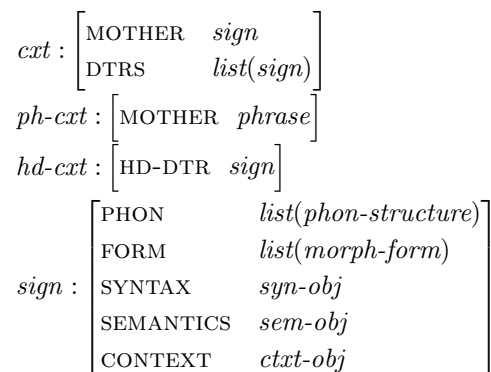 cxt : [MOTHER sign
DTRS list(sign)]
ph-cxt : [MOTHER phrase]
hd-cxt : [HD-DTR sign]
sign : [PHON list(phon-structure)
FORM list(morph-form)
SYNTAX syn-obj
SEMANTICS sem-obj
CONTEXT ctxt-obj]